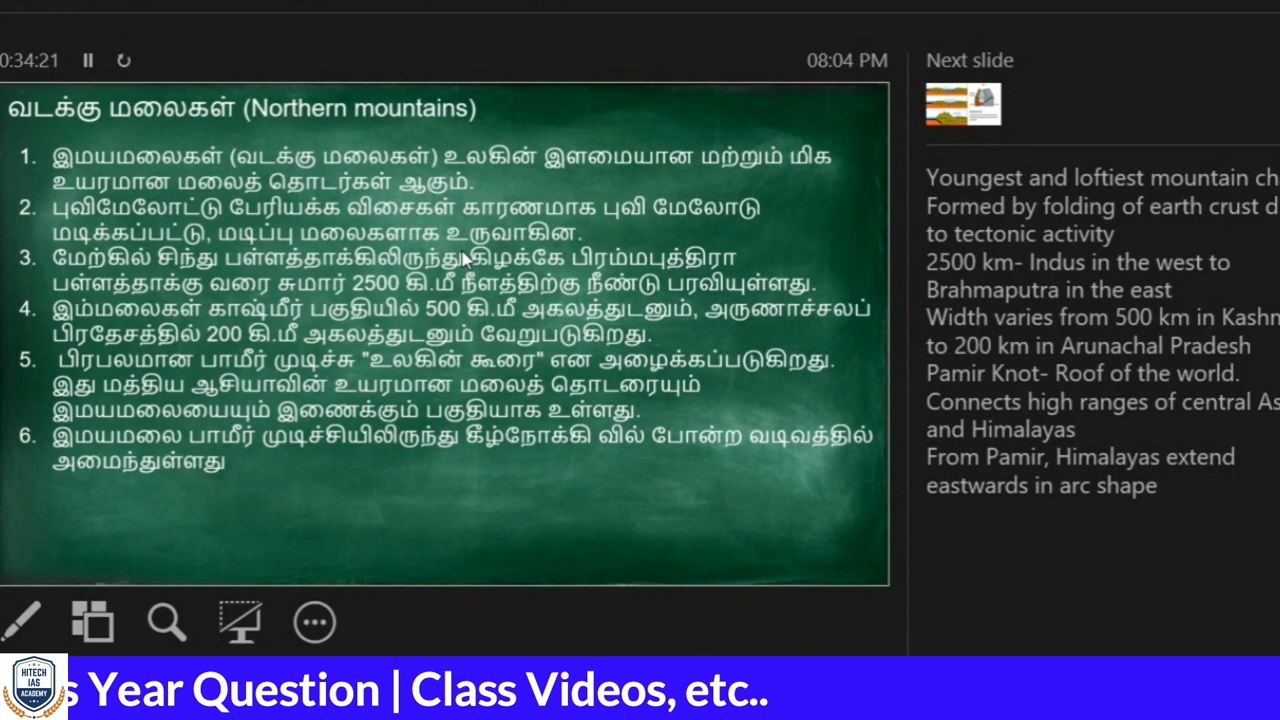 0:34:21
08:04 PM
Next slide
வடக்கு மலைகள் (Northern mountains)
1. இமயமலைகள் (வடக்கு மலைகள்) உலகின் இளமையான மற்றும் மிக
உயரமான மலைத் தொடர்கள் ஆகும்.
2. புவிமேலோட்டு பேரியக்க விசைகள் காரணமாக புவி மேலோடு
மடிக்கப்பட்டு, மடிப்பு மலைகளாக உருவாகின.
3. மேற்கில் சிந்து பள்ளத்தாக்கிலிருந்து கிழக்கே பிரம்மபுத்திரா
பள்ளத்தாக்கு வரை சுமார் 2500 கி.மீ நீளத்திற்கு நீண்டு பரவியுள்ளது.
4. இம்மலைகள் காஷ்மீர் பகுதியில் 500 கி.மீ அகலத்துடனும், அருணாச்சலப்
பிரதேசத்தில் 200 கி.மீ அகலத்துடனும் வேறுபடுகிறது.
5. பிரபலமான பாமீர் முடிச்சு "உலகின் கூரை" என அழைக்கப்படுகிறது.
இது மத்திய ஆசியாவின் உயரமான மலைத் தொடரையும்
இமயமலையையும் இணைக்கும் பகுதியாக உள்ளது.
6. இமயமலை பாமீர் முடிச்சியிலிருந்து கீழ்நோக்கி வில் போன்ற வடிவத்தில்
அமைந்துள்ளது
Youngest and loftiest mountain ch
Formed by folding of earth crust d
to tectonic activity
2500 km- Indus in the west to
Brahmaputra in the east
Width varies from 500 km in Kashm
to 200 km in Arunachal Pradesh
Pamir Knot- Roof of the world.
Connects high ranges of central As
and Himalayas
From Pamir, Himalayas extend
eastwards in arc shape
HITECH
IAS
ACADEMY
s Year Question | Class Videos, etc..